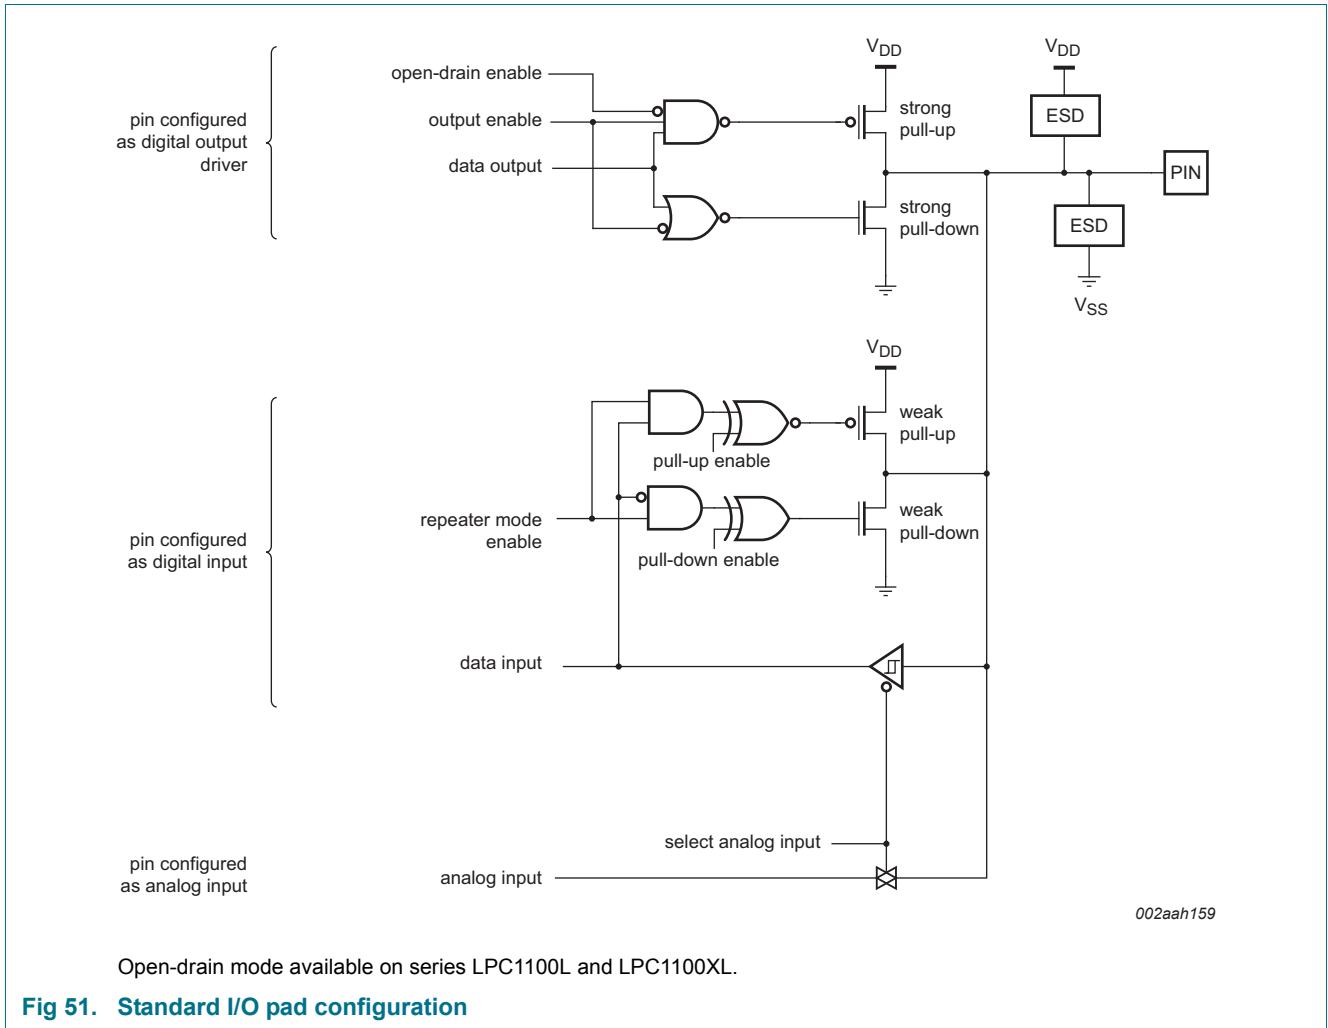 VDD
VDD
open-drain enable
strong
pull-up
ESD
pin configured
as digital output
driver
output enable
data output
PIN
strong
pull-down
ESD
VSS
VDD
weak
pull-up
pull-up enable
repeater mode
enable
weak
pull-down
pin configured
as digital input
pull-down enable
data input
select analog input
pin configured
as analog input
analog input
002aah159
Open-drain mode available on series LPC1100L and LPC1100XL.
Fig 51. Standard I/O pad configuration